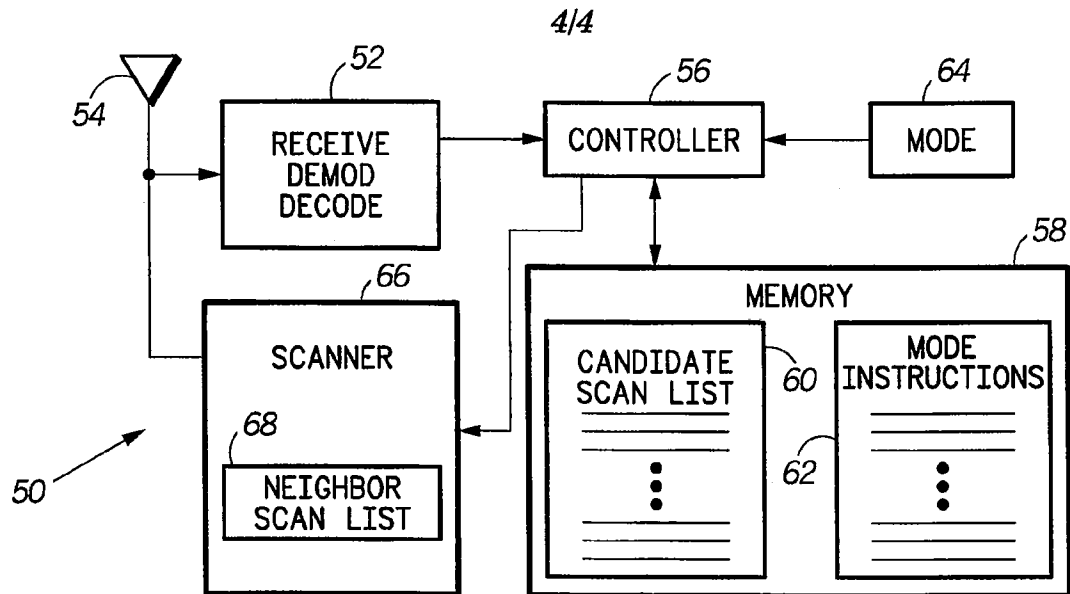 4/4
54
52
RECEIVE
DEMOD
DECODE
56
CONTROLLER
64
MODE
66
SCANNER
68
NEIGHBOR
SCAN LIST
50
58
MEMORY
CANDIDATE
SCAN LIST
60
MODE
INSTRUCTIONS
62